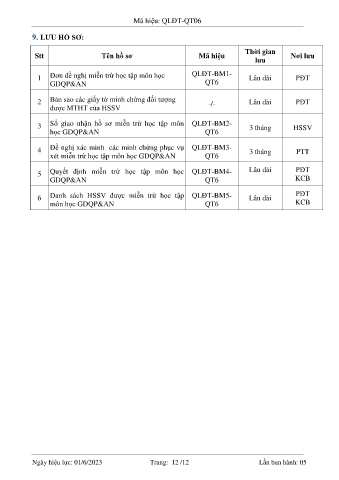 Mã hiệu: QLĐT-QT06
9. LƯU HỒ SƠ:
Stt Tên hồ sơ Mã hiệu Thời gian lưu Nơi lưu
1 Đơn đề nghị miễn trừ học tập môn học GDQP&AN QLĐT-BM1-QT6 Lâu dài PĐT
2 Bản sao các giấy tờ minh chứng đối tượng được MTHT của HSSV -/- Lâu dài PĐT
3 Sổ giao nhận hồ sơ miễn trừ học tập môn học GDQP&AN QLĐT-BM2-QT6 3 tháng HSSV
4 Đề nghị xác minh các minh chứng phục vụ xét miễn trừ học tập môn học GDQP&AN QLĐT-BM3-QT6 3 tháng PTT
5 Quyết định miễn trừ học tập môn học GDQP&AN QLĐT-BM4-QT6 Lâu dài PĐT KCB
6 Danh sách HSSV được miễn trừ học tập môn học GDQP&AN QLĐT-BM5-QT6 Lâu dài PĐT KCB
Ngày hiệu lực: 01/6/2023 Trang: 12 /12 Lần ban hành: 05